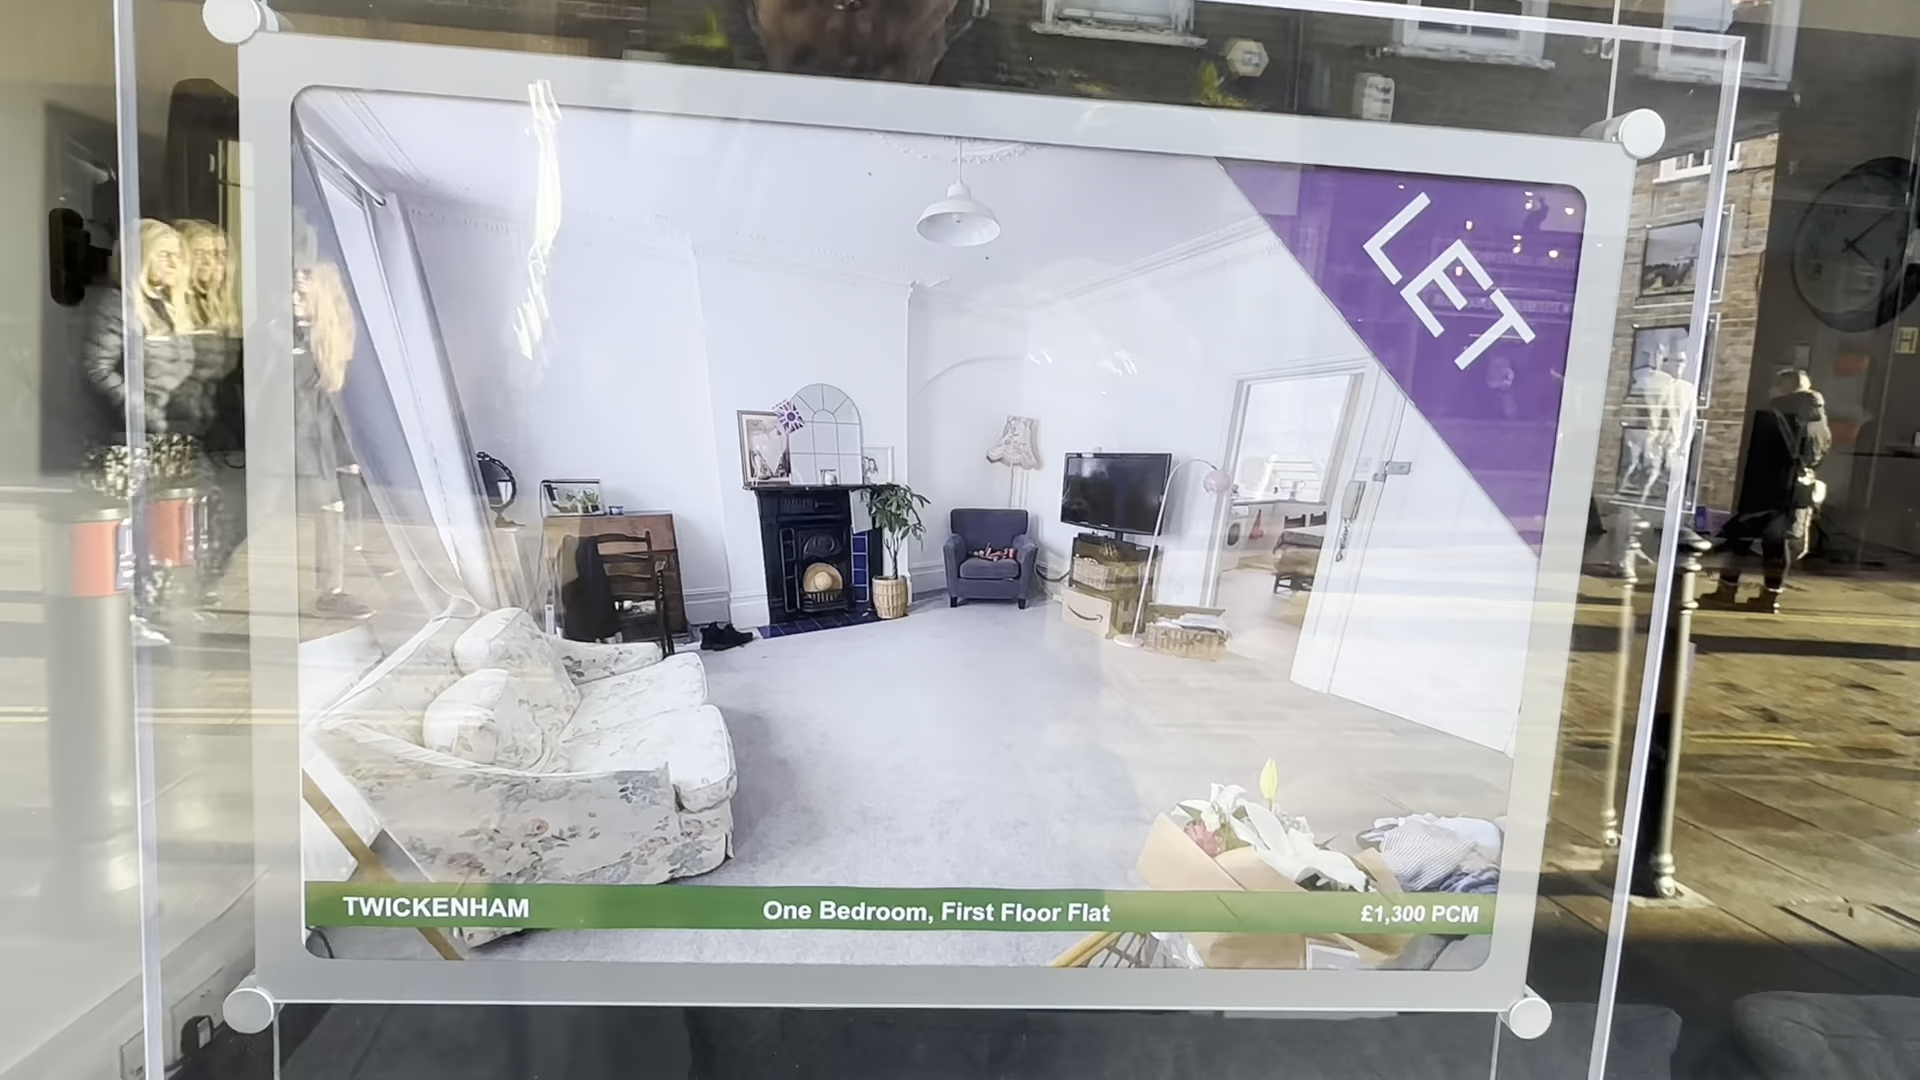 LET
TWICKENHAM
One Bedroom, First Floor Flat
£1,300 PCM